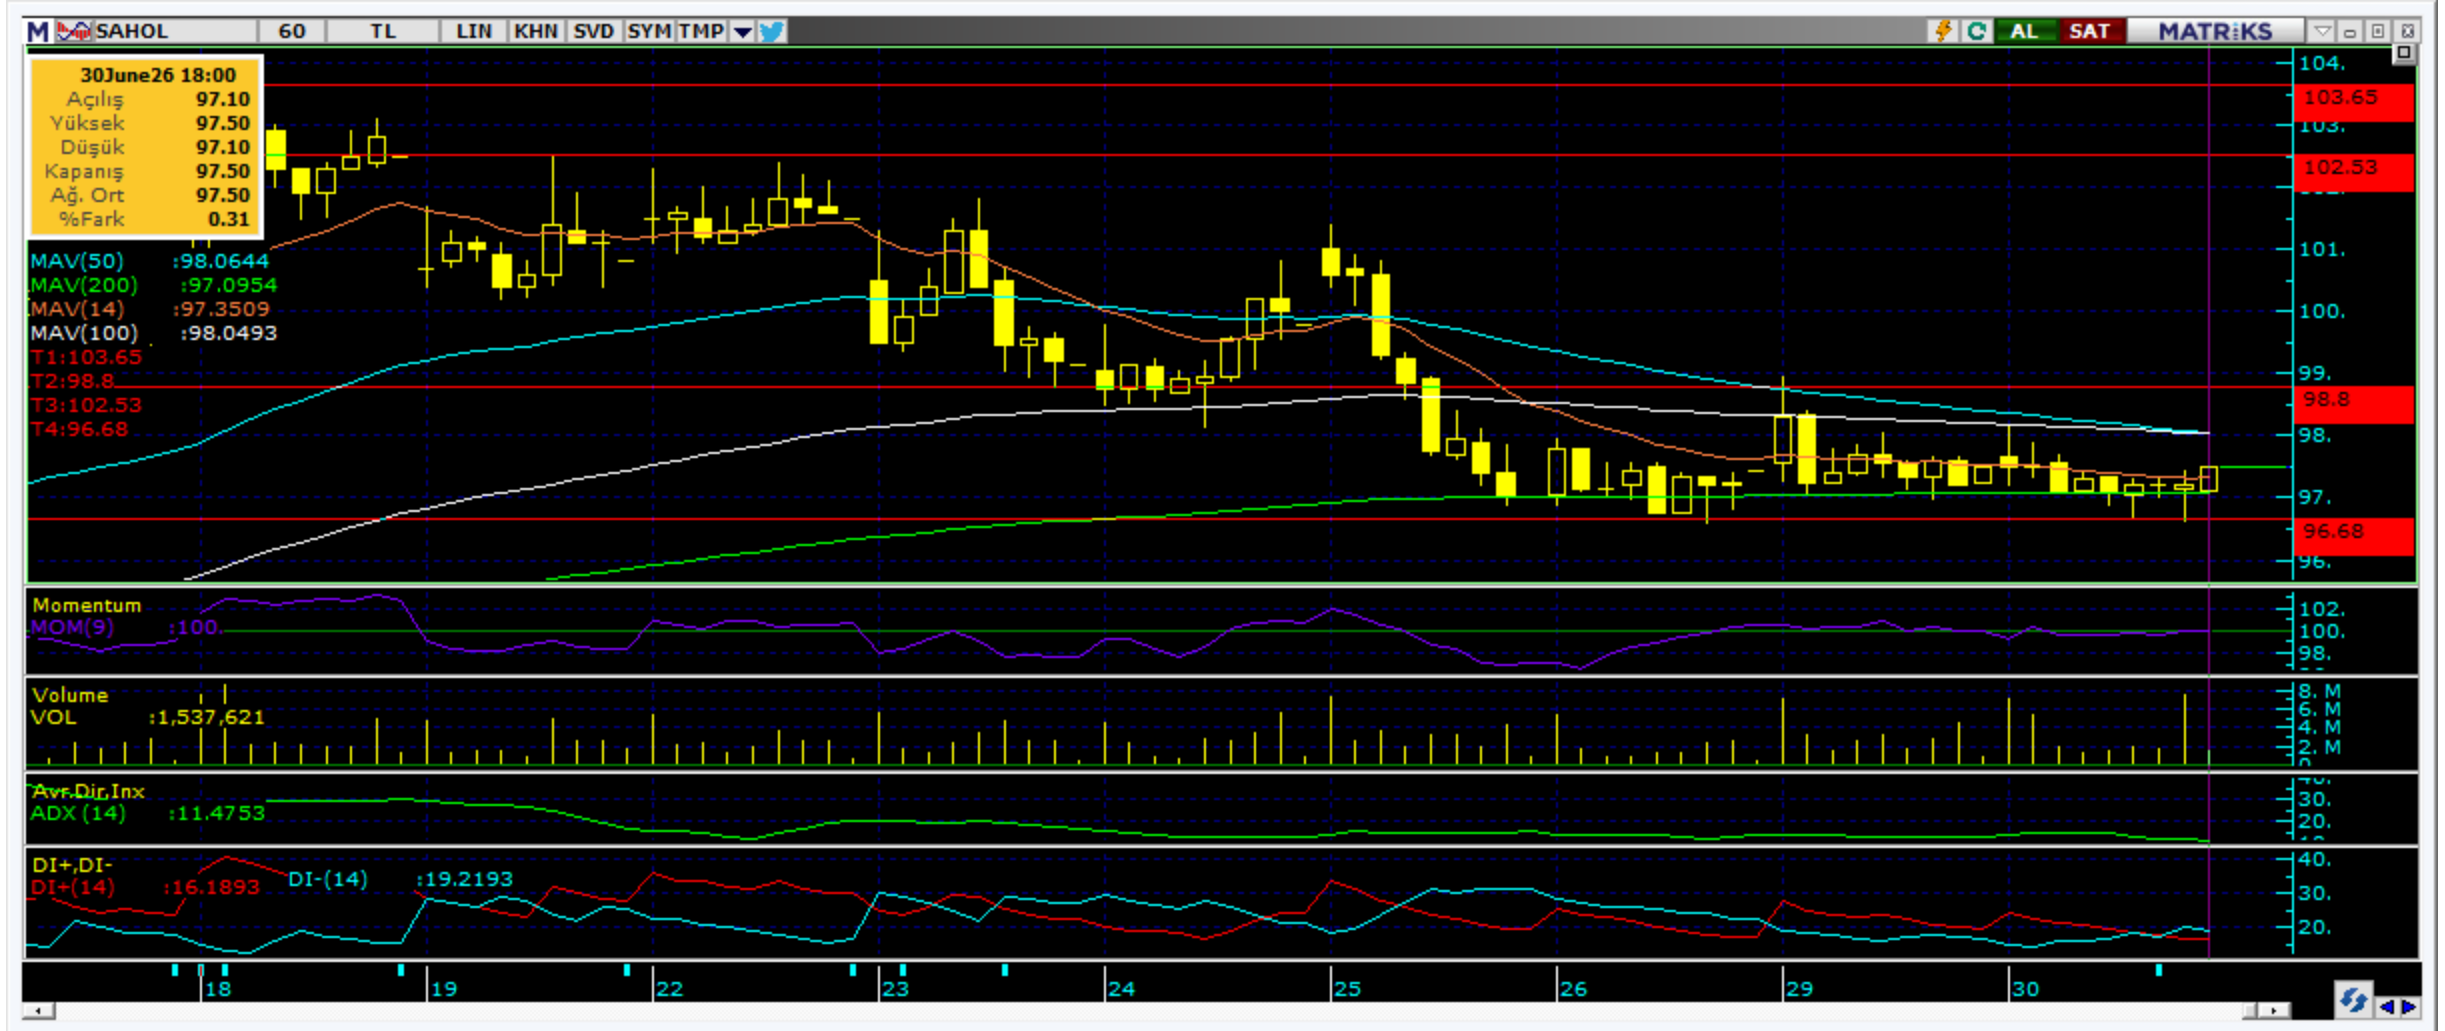 M SAHOL 60 TL LIN KHN SVD SYM TMP AL SAT MATRiKS
30June26 18:00
Açılış 97.10
Yüksek 97.50
Düşük 97.10
Kapanış 97.50
Ağ. Ort 97.50
%Fark 0.31
MAV(50) :98.0644
MAV(200) :97.0954
MAV(14) :97.3509
MAV(100) :98.0493
T1:103.65
T2:98.8
T3:102.53
T4:96.68
104.
103.65
103.
102.53
101.
100.
99.
98.8
98.
97.
96.68
96.
Momentum
MOM(9) :100.
102.
100.
98.
Volume
VOL :1,537,621
8. M
6. M
4. M
2. M
Avr.Dir,Inx
ADX (14) :11.4753
30.
20.
DI+,DI-
DI+(14) :16.1893 DI-(14) :19.2193
40.
30.
20.
18 19 22 23 24 25 26 29 30